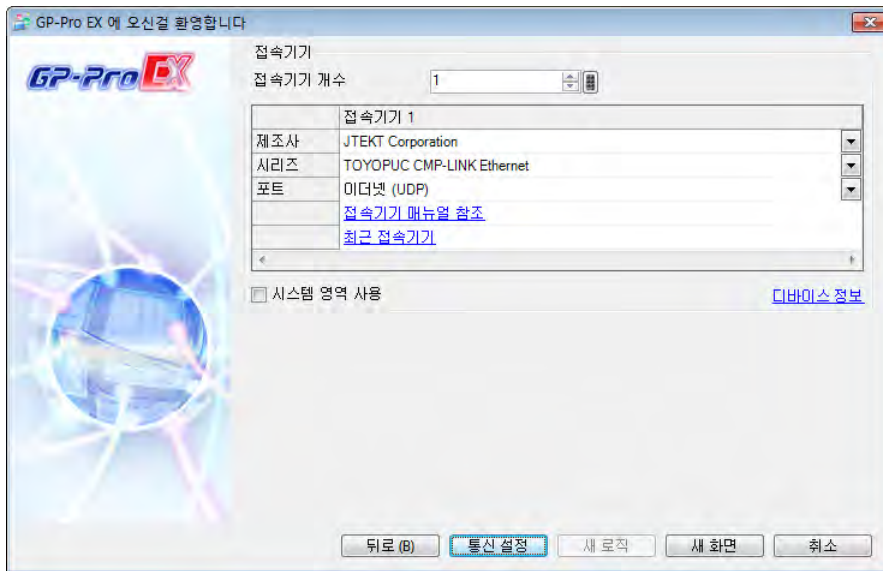 GP-Pro EX 에 오신걸 환영합니다
GP-Pro EX
접속기기
접속기기 개수 1
접속기기 1
제조사 JTEKT Corporation
시리즈 TOYOPUC CMP-LINK Ethernet
포트 이더넷 (UDP)
접속기기 매뉴얼 참조
최근 접속기기
시스템 영역 사용 디바이스 정보
뒤로 (B) 통신 설정 새 로직 새 화면 취소